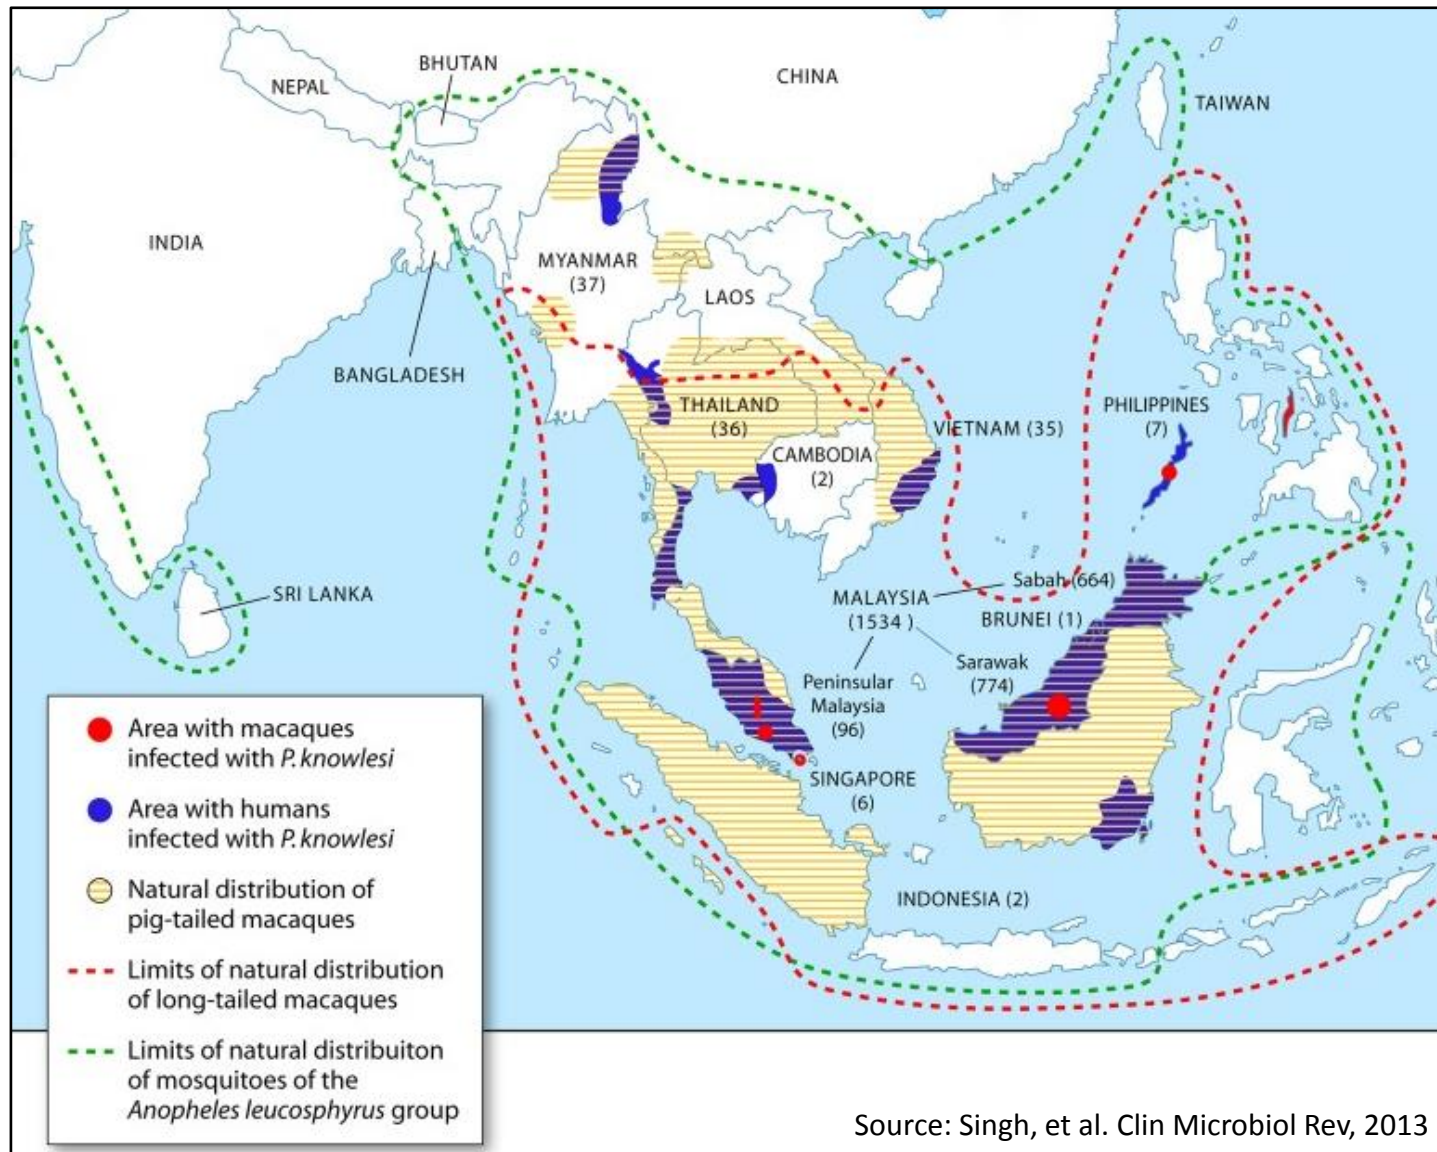 BHUTAN
NEPAL
CHINA
TAIWAN
INDIA
MYANMAR
(37)
LAOS
BANGLADESH
THAILAND
(36)
VIETNAM (35)
PHILIPPINES
(7)
CAMBODIA
(2)
SRI LANKA
MALAYSIA
(1534 )
Sabah (664)
BRUNEI (1)
Sarawak
(774)
Peninsular
Malaysia
(96)
SINGAPORE
(6)
INDONESIA (2)
Area with macaques
infected with P. knowlesi
Area with humans
infected with P. knowlesi
Natural distribution of
pig-tailed macaques
Limits of natural distribution
of long-tailed macaques
Limits of natural distribuiton
of mosquitoes of the
Anopheles leucosphyrus group
Source: Singh, et al. Clin Microbiol Rev, 2013